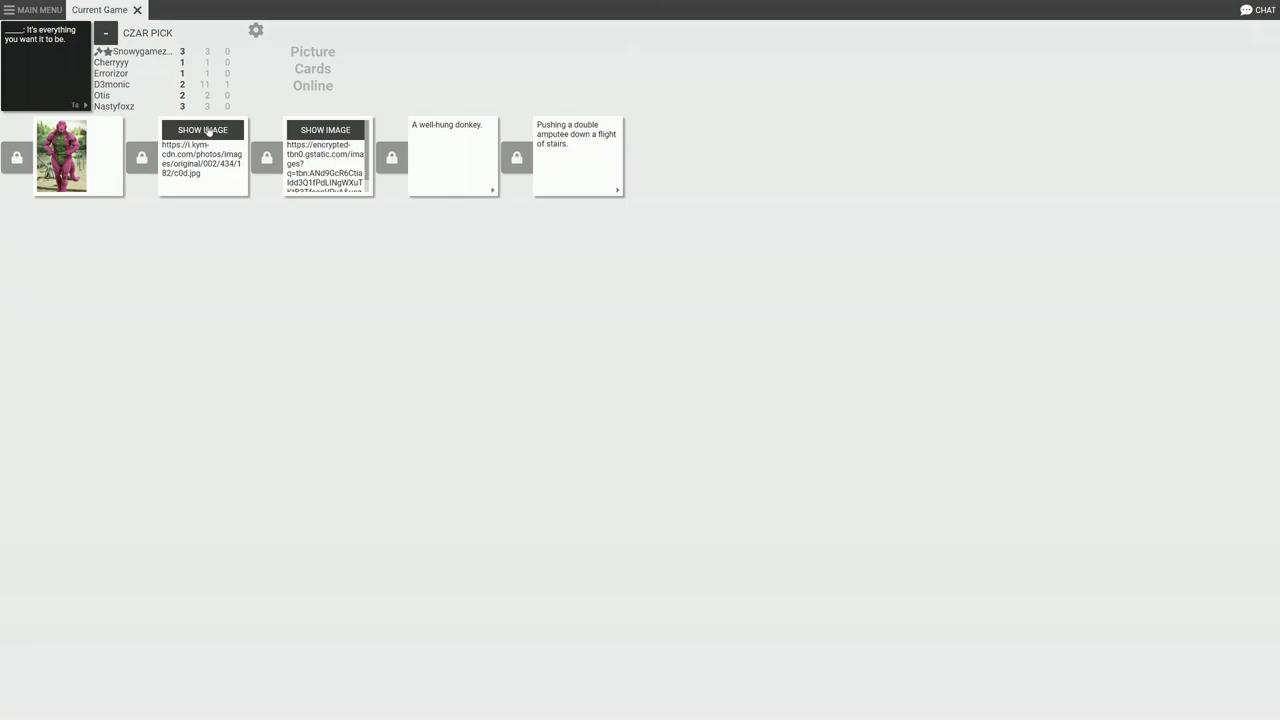 MAIN MENU
Current Game
CHAT
_____: It's everything
you want it to be.
Ta
-
CZAR PICK
Snowygamez... 3 3 0
Cherryyy 1 1 0
Errorizor 1 1 0
D3monic 2 11 1
Otis 2 2 0
Nastyfoxz 3 3 0
Picture
Cards
Online
SHOW IMAGE
https://i.kym-
cdn.com/photos/imag
es/original/002/434/1
82/c0d.jpg
SHOW IMAGE
https://encrypted-
tbn0.gstatic.com/ima
ges?
A well-hung donkey.
Pushing a double
amputee down a flight
of stairs.